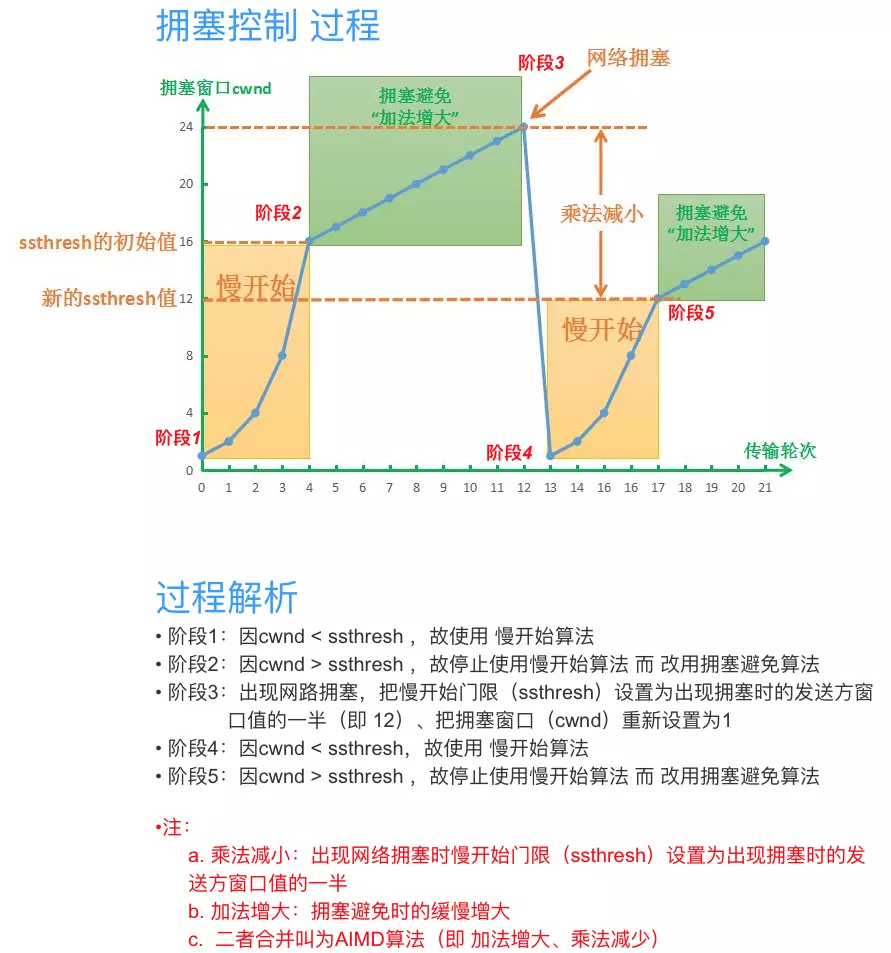 拥塞控制 过程
阶段3
网络拥塞
拥塞窗口cwnd
拥塞避免
“加法增大”
24
20
阶段2
乘法减小
拥塞避免
“加法增大”
ssthresh的初始值
16
慢开始
新的ssthresh值
12
阶段5
慢开始
8
4
阶段1
阶段4
传输轮次
0
0 1 2 3 4 5 6 7 8 9 10 11 12 13 14 16 16 17 18 19 20 21
过程解析
• 阶段1：因cwnd < ssthresh ，故使用 慢开始算法
• 阶段2：因cwnd > ssthresh ，故停止使用慢开始算法 而 改用拥塞避免算法
• 阶段3：出现网路拥塞，把慢开始门限（ssthresh）设置为出现拥塞时的发送方窗
口值的一半（即 12）、把拥塞窗口（cwnd）重新设置为1
• 阶段4：因cwnd < ssthresh，故使用 慢开始算法
• 阶段5：因cwnd > ssthresh ，故停止使用慢开始算法 而 改用拥塞避免算法
•注：
a. 乘法减小：出现网络拥塞时慢开始门限（ssthresh）设置为出现拥塞时的发
送方窗口值的一半
b. 加法增大：拥塞避免时的缓慢增大
c. 二者合并叫为AIMD算法（即 加法增大、乘法减少）